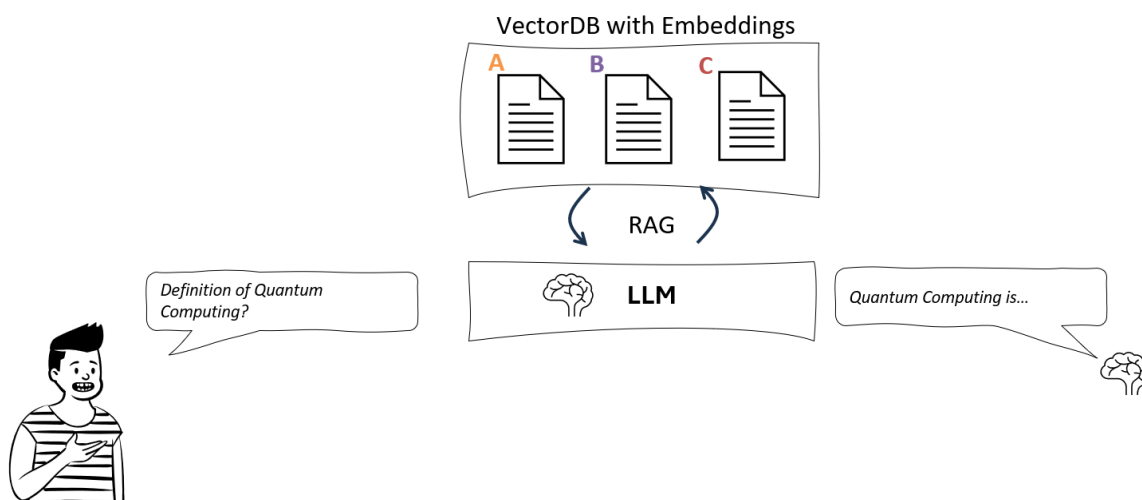 VectorDB with Embeddings
A B C
RAG
Definition of Quantum
Computing?
LLM
Quantum Computing is...